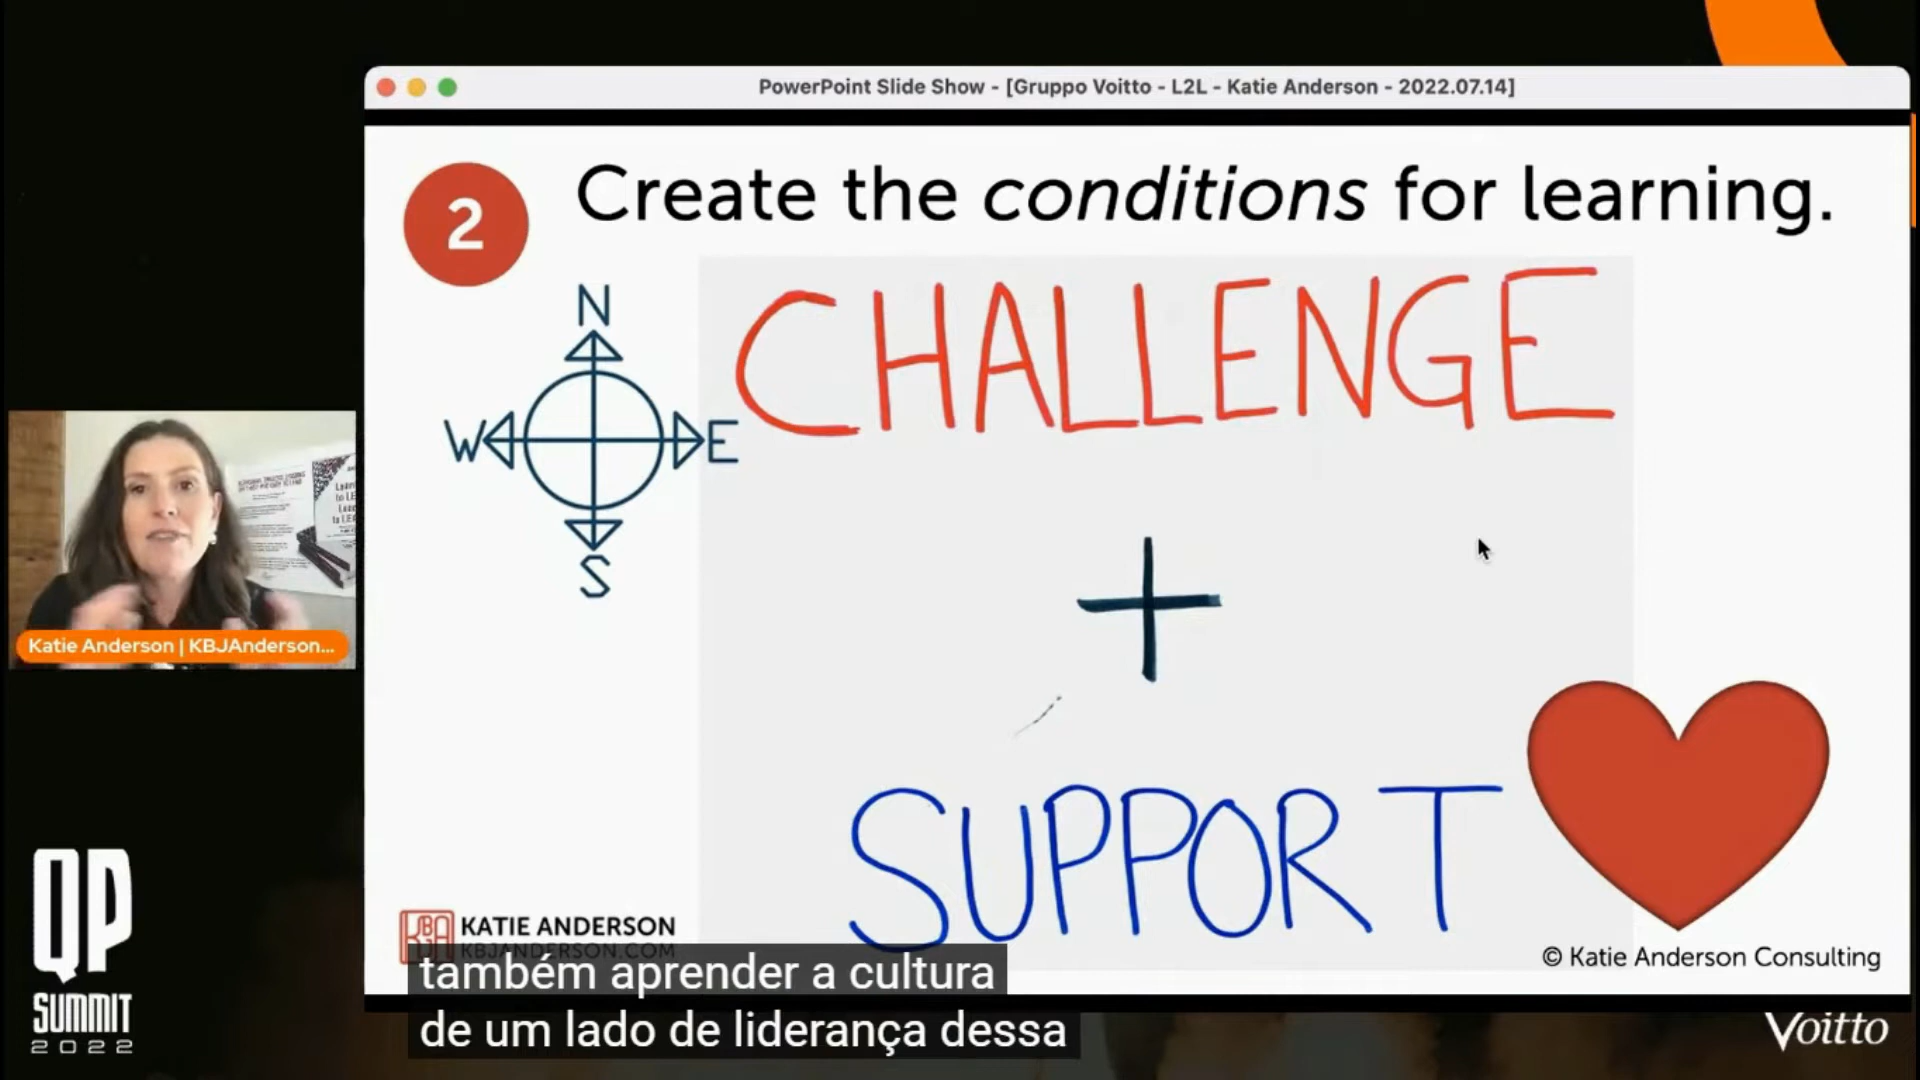 PowerPoint Slide Show - [Gruppo Voitto - L2L - Katie Anderson - 2022.07.14]
2
Create the conditions for learning.
N
W
E
S
CHALLENGE
+
SUPPORT
Katie Anderson | KBJAnderson...
KATIE ANDERSON
KBJANDERSON.COM
© Katie Anderson Consulting
também aprender a cultura
de um lado de liderança dessa
QP
SUMMIT
2022
Voitto